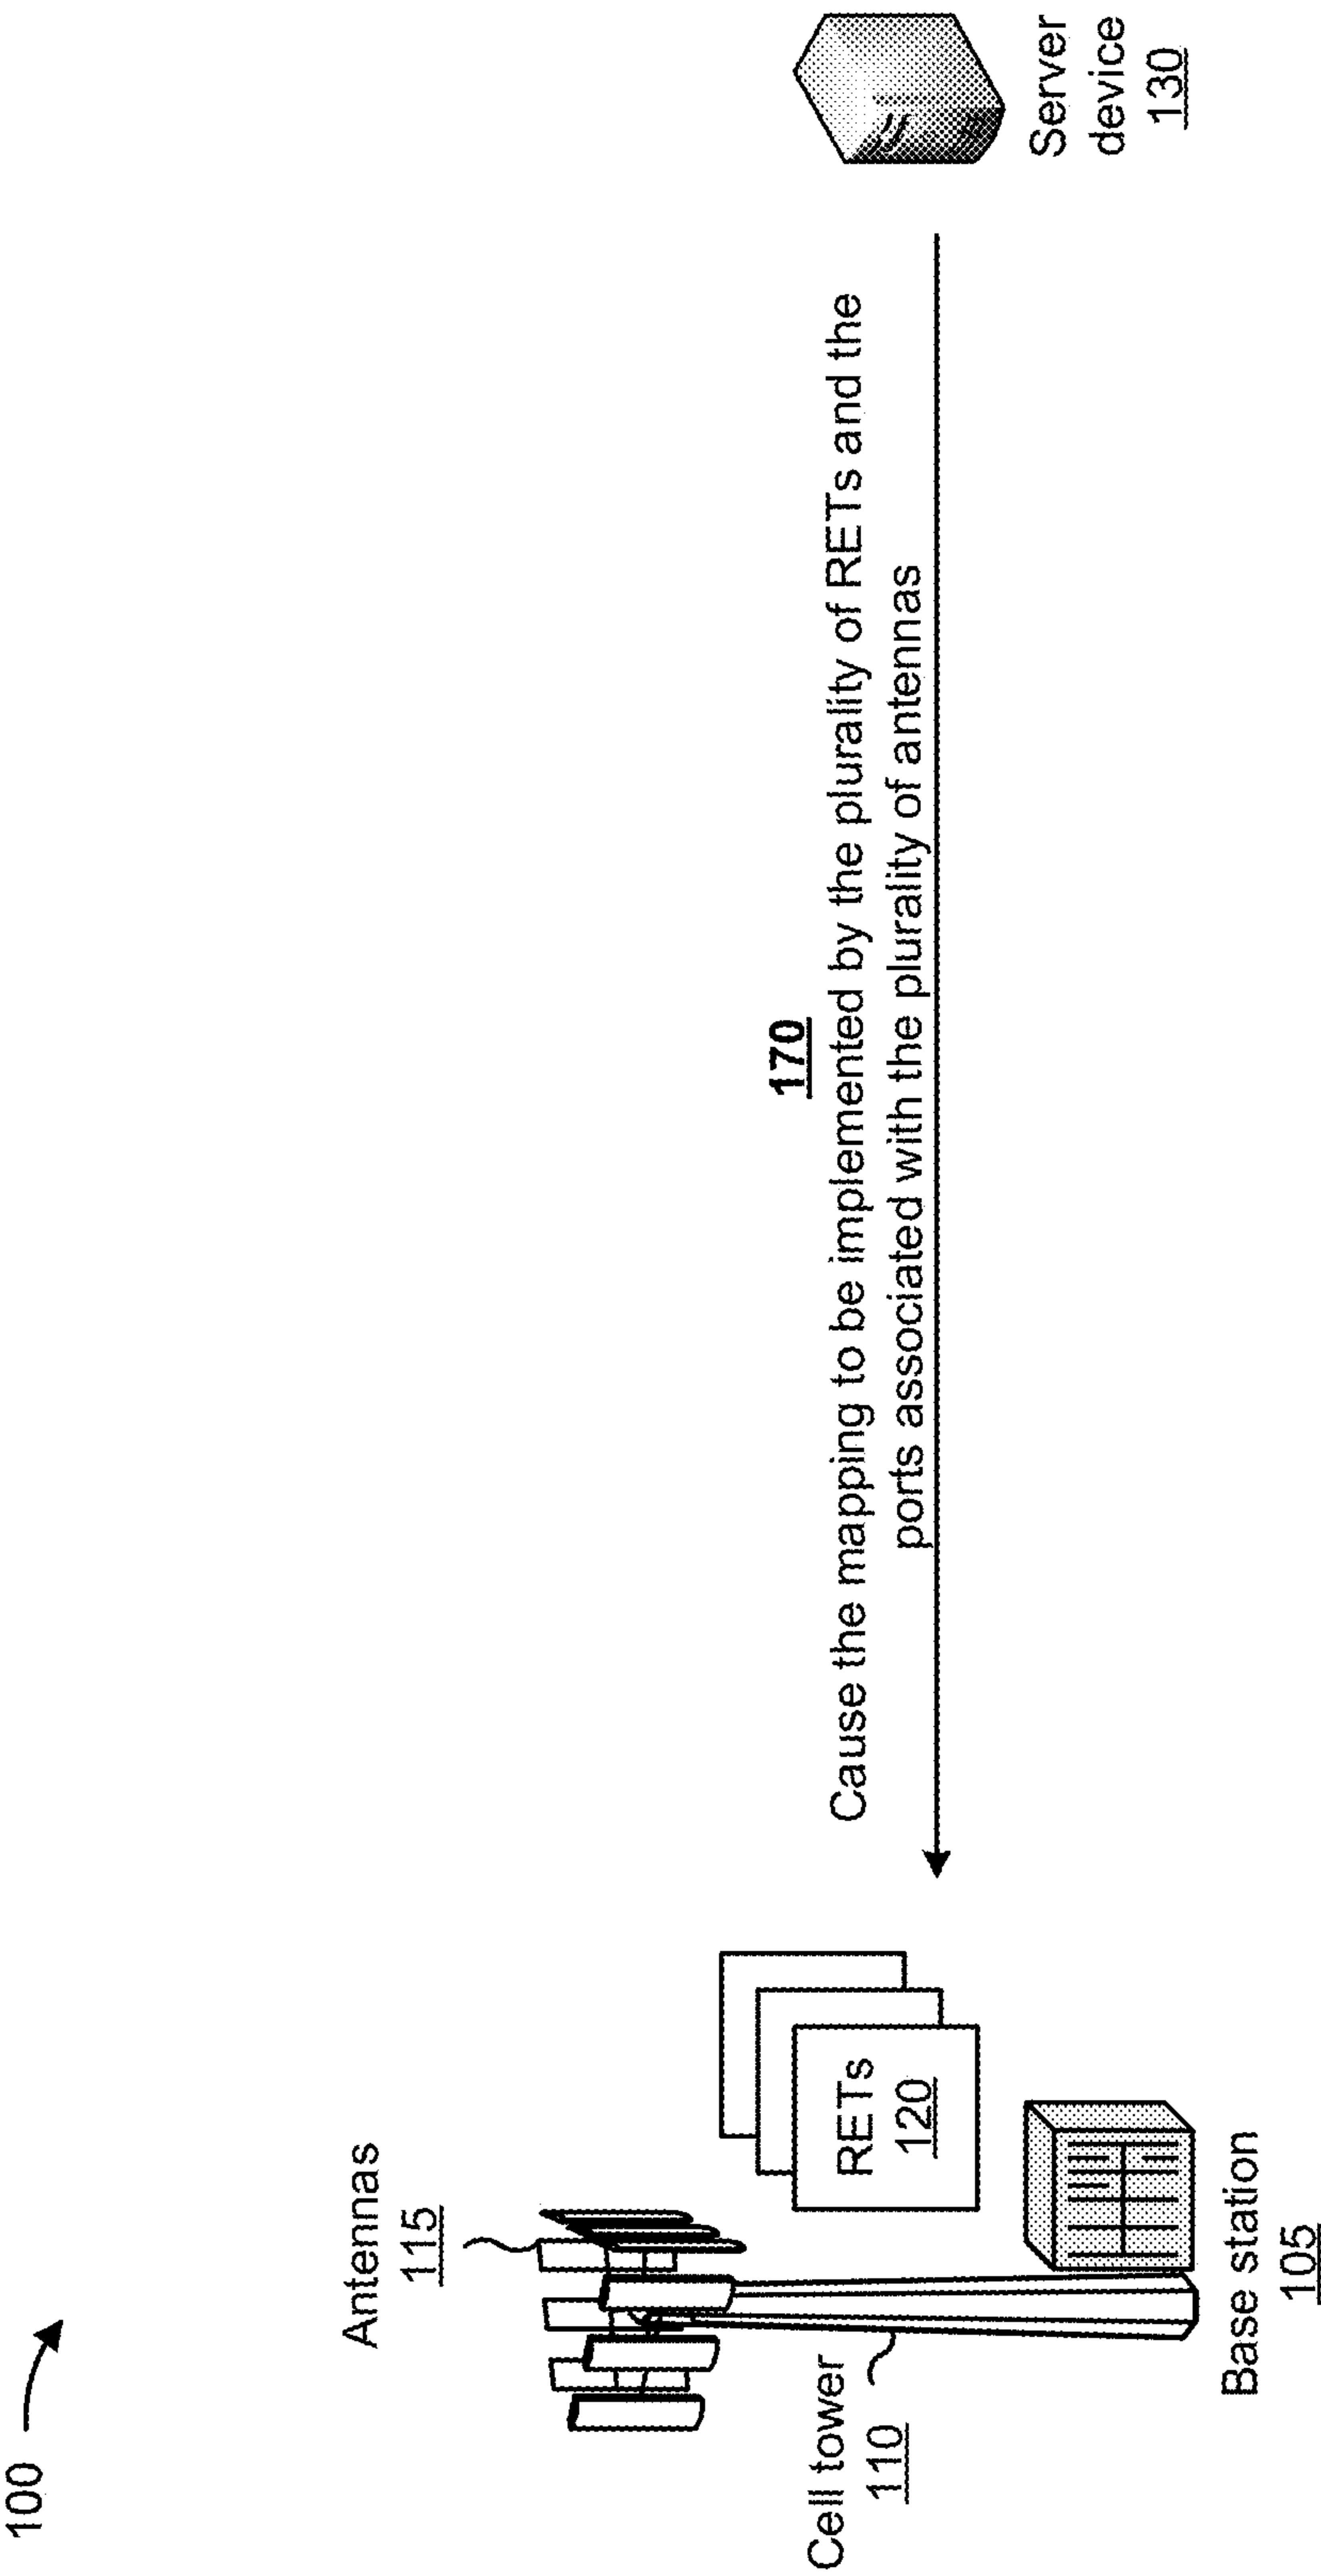 100
Antennas
115
Cell tower
110
RETs
120
Base station
105
170
Cause the mapping to be implemented by the plurality of RETs and the
ports associated with the plurality of antennas
Server
device
130